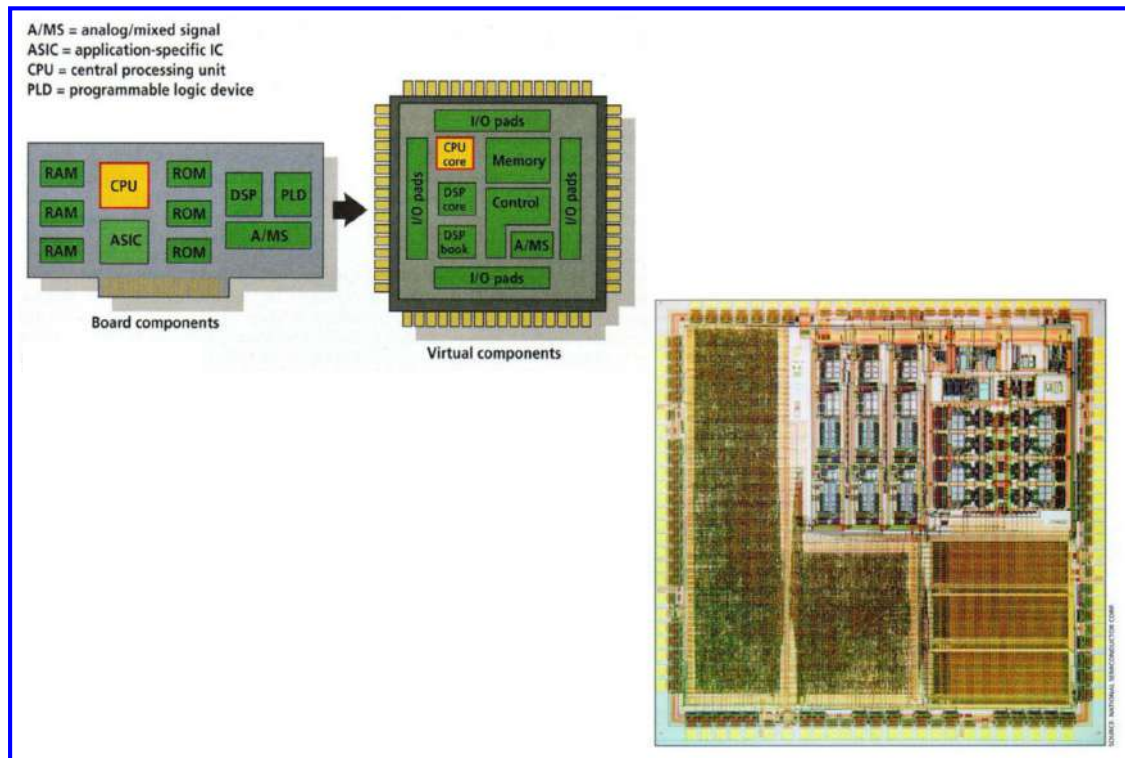 A/MS = analog/mixed signal
ASIC = application-specific IC
CPU = central processing unit
PLD = programmable logic device
RAM
CPU
ROM
DSP
PLD
RAM
ROM
ASIC
A/MS
RAM
ROM
Board components
I/O pads
I/O pads
CPU
core
Memory
I/O pads
DSP
core
Control
DSP
book
A/MS
I/O pads
Virtual components
SOURCE: NATIONAL SEMICONDUCTOR CORP.